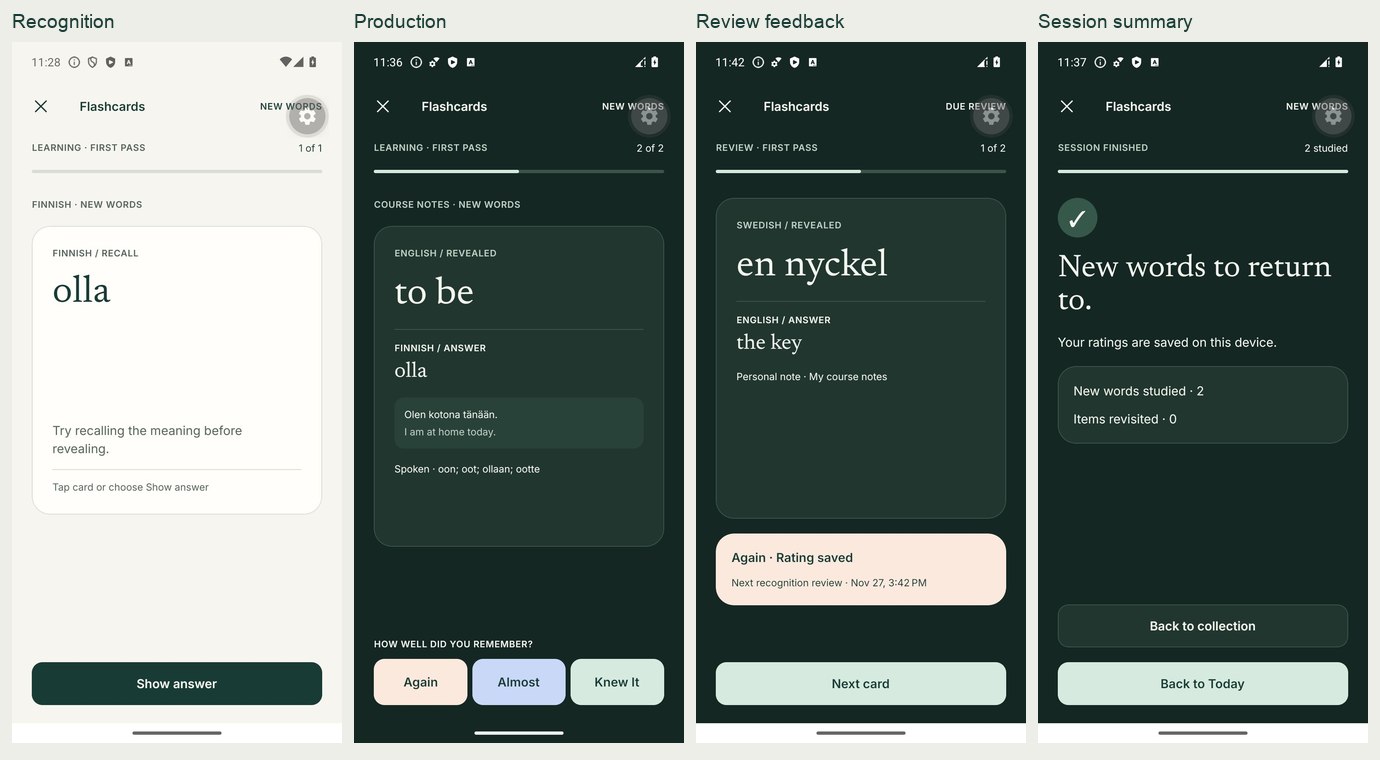 Recognition
11:28
Flashcards
NEW WORDS
LEARNING · FIRST PASS
1 of 1
FINNISH · NEW WORDS
FINNISH / RECALL
olla
Try recalling the meaning before
revealing.
Tap card or choose Show answer
Show answer
Production
11:36
Flashcards
NEW WORDS
LEARNING · FIRST PASS
2 of 2
COURSE NOTES · NEW WORDS
ENGLISH / REVEALED
to be
FINNISH / ANSWER
olla
Olen kotona tänään.
I am at home today.
Spoken · oon; oot; ollaan; ootte
HOW WELL DID YOU REMEMBER?
Again
Almost
Knew It
Review feedback
11:42
Flashcards
DUE REVIEW
REVIEW · FIRST PASS
1 of 2
SWEDISH / REVEALED
en nyckel
ENGLISH / ANSWER
the key
Personal note · My course notes
Again · Rating saved
Next recognition review · Nov 27, 3:42 PM
Next card
Session summary
11:37
Flashcards
NEW WORDS
SESSION FINISHED
2 studied
New words to return
to.
Your ratings are saved on this device.
New words studied · 2
Items revisited · 0
Back to collection
Back to Today